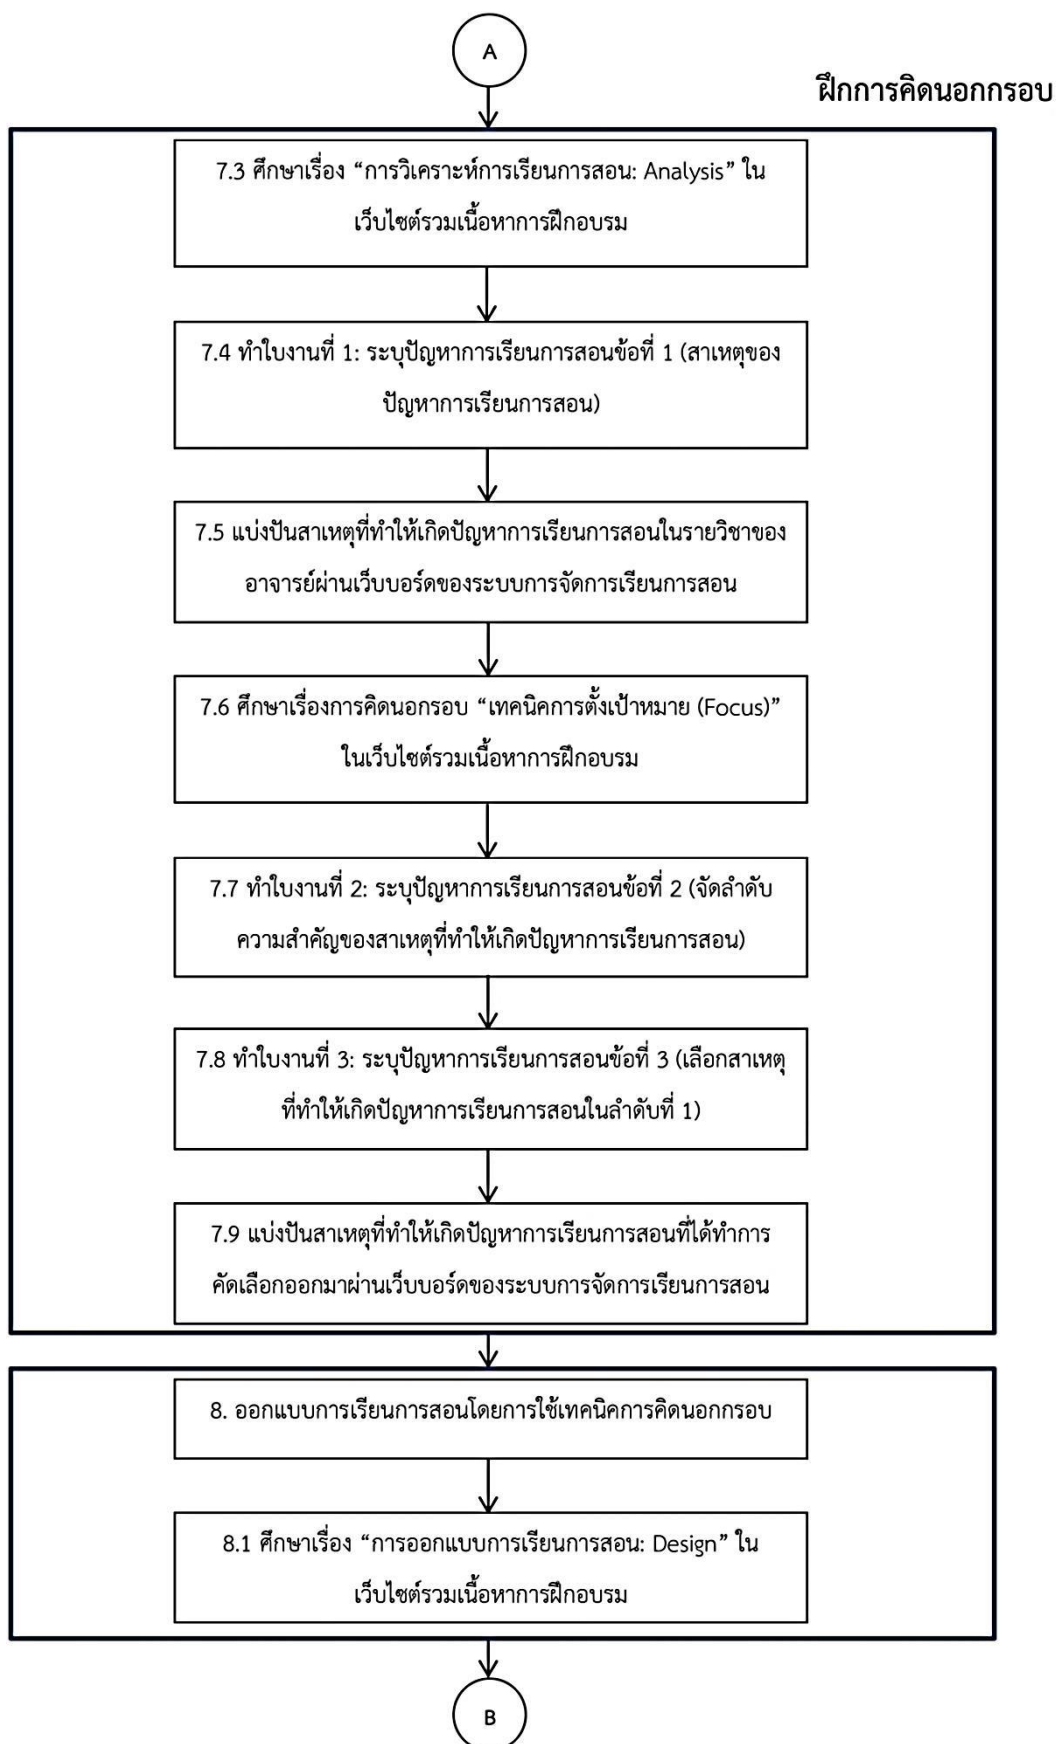 A
ฝึกการคิดนอกกรอบ
7.3 ศึกษาเรื่อง “การวิเคราะห์การเรียนการสอน: Analysis” ใน
เว็บไซต์รวมเนื้อหาการฝึกอบรม
7.4 ทำใบงานที่ 1: ระบุปัญหาการเรียนการสอนข้อที่ 1 (สาเหตุของ
ปัญหาการเรียนการสอน)
7.5 แบ่งปันสาเหตุที่ทำให้เกิดปัญหาการเรียนการสอนในรายวิชาของ
อาจารย์ผ่านเว็บบอร์ดของระบบการจัดการเรียนการสอน
7.6 ศึกษาเรื่องการคิดนอกรอบ “เทคนิคการตั้งเป้าหมาย (Focus)”
ในเว็บไซต์รวมเนื้อหาการฝึกอบรม
7.7 ทำใบงานที่ 2: ระบุปัญหาการเรียนการสอนข้อที่ 2 (จัดลำดับ
ความสำคัญของสาเหตุที่ทำให้เกิดปัญหาการเรียนการสอน)
7.8 ทำใบงานที่ 3: ระบุปัญหาการเรียนการสอนข้อที่ 3 (เลือกสาเหตุ
ที่ทำให้เกิดปัญหาการเรียนการสอนในลำดับที่ 1)
7.9 แบ่งปันสาเหตุที่ทำให้เกิดปัญหาการเรียนการสอนที่ได้ทำการ
คัดเลือกออกมาผ่านเว็บบอร์ดของระบบการจัดการเรียนการสอน
8. ออกแบบการเรียนการสอนโดยการใช้เทคนิคการคิดนอกกรอบ
8.1 ศึกษาเรื่อง “การออกแบบการเรียนการสอน: Design” ใน
เว็บไซต์รวมเนื้อหาการฝึกอบรม
B